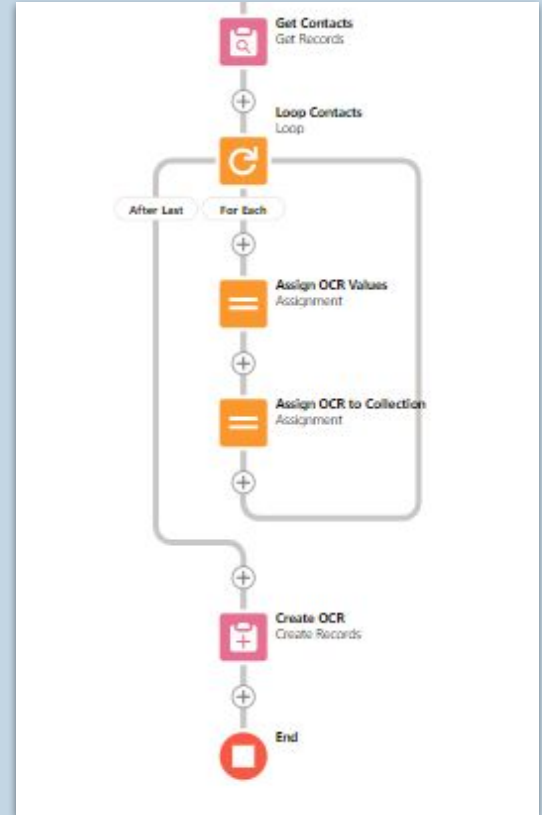 Get Contacts
Get Records
Loop Contacts
Loop
After Last
For Each
Assign OCR Values
Assignment
Assign OCR to Collection
Assignment
Create OCR
Create Records
End